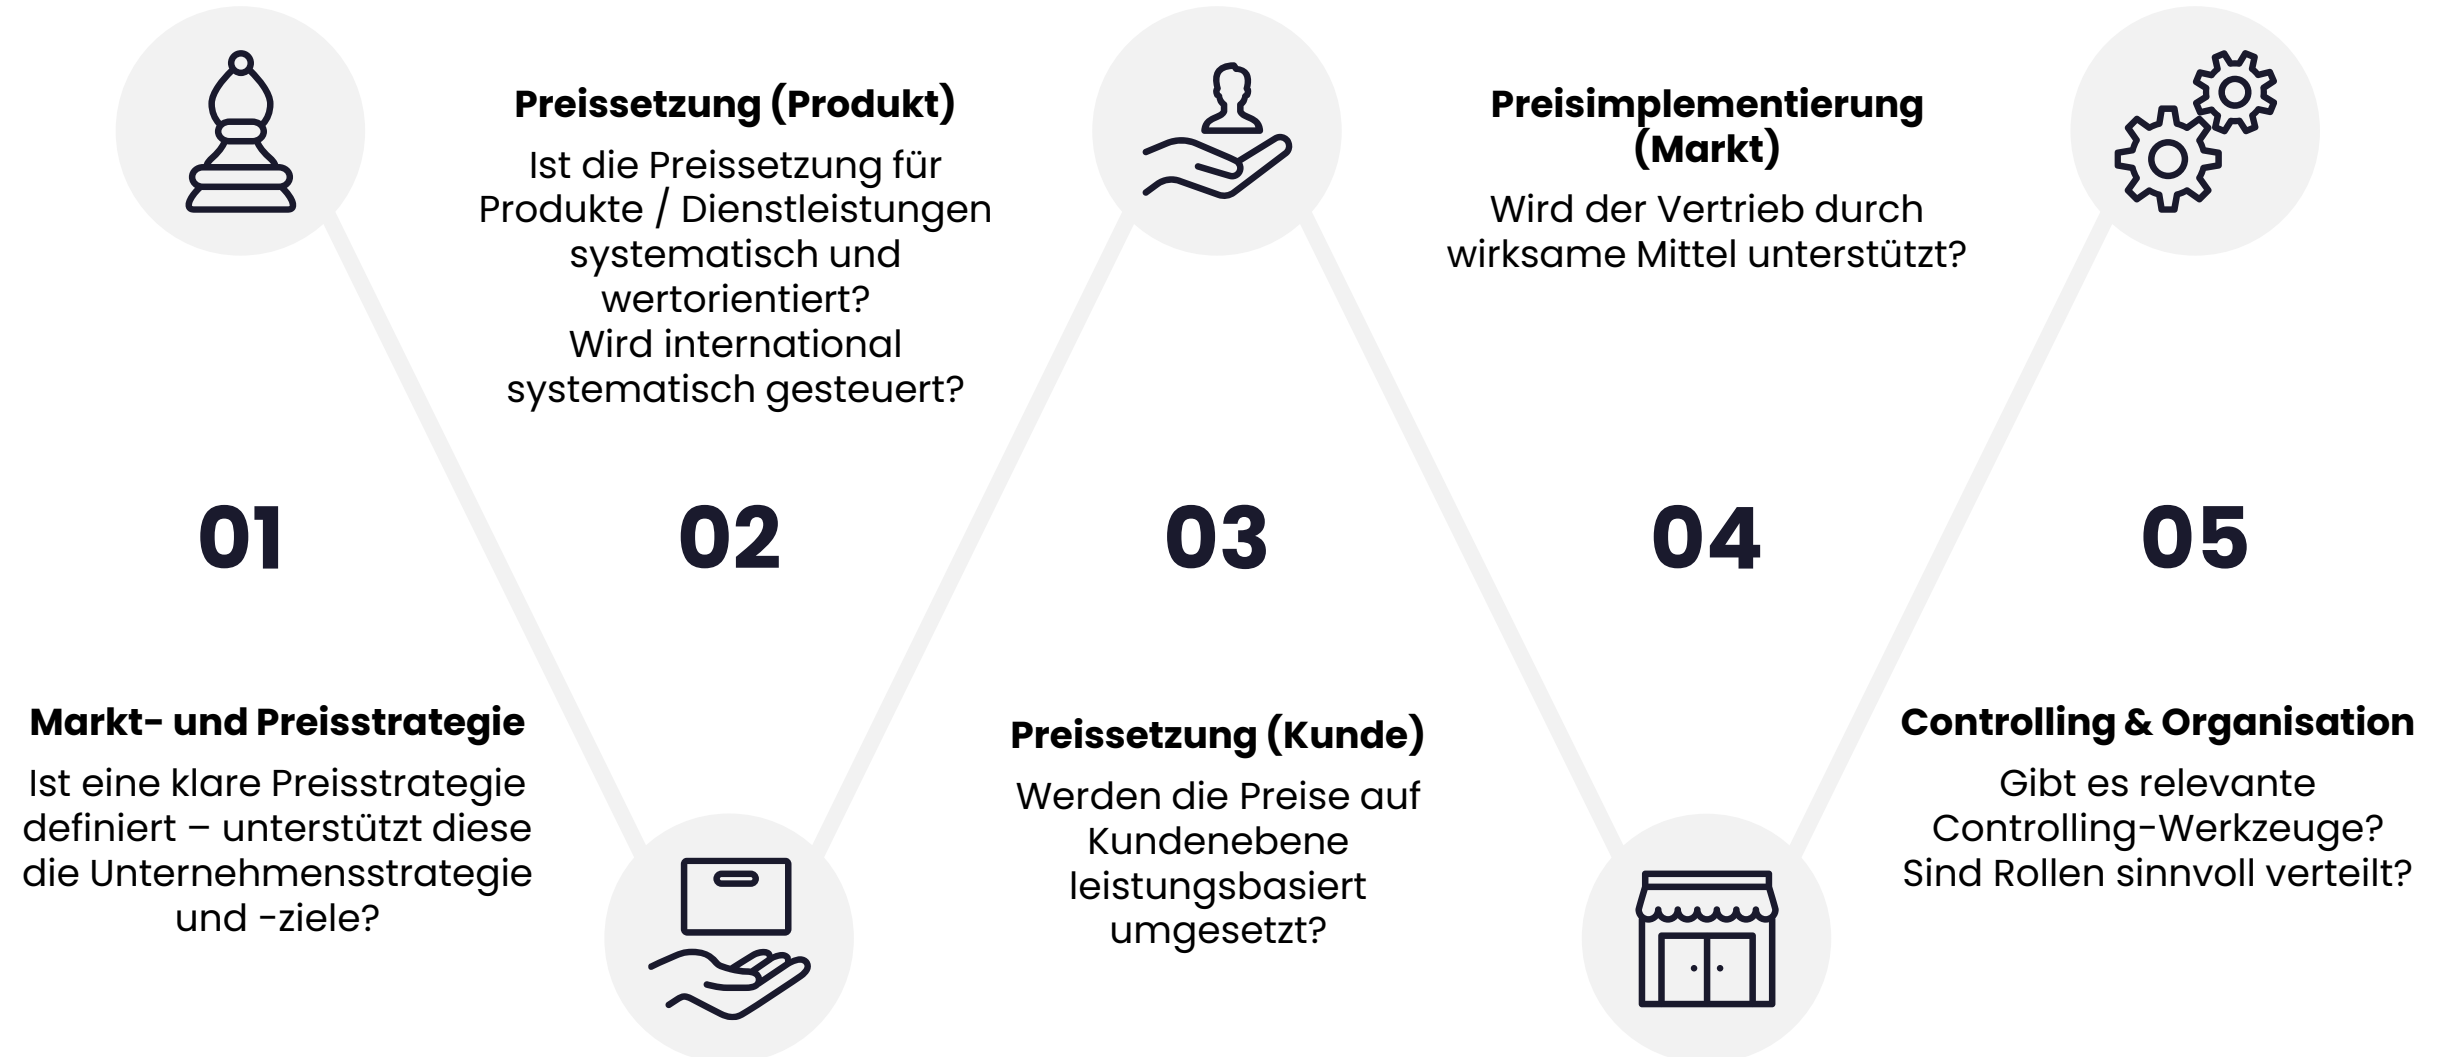 01
Markt- und Preisstrategie
Ist eine klare Preisstrategie
definiert – unterstützt diese
die Unternehmensstrategie
und -ziele?
Preissetzung (Produkt)
Ist die Preissetzung für
Produkte / Dienstleistungen
systematisch und
wertorientiert?
Wird international
systematisch gesteuert?
02
03
Preissetzung (Kunde)
Werden die Preise auf
Kundenebene
leistungsbasiert
umgesetzt?
Preisimplementierung
(Markt)
Wird der Vertrieb durch
wirksame Mittel unterstützt?
04
05
Controlling & Organisation
Gibt es relevante
Controlling-Werkzeuge?
Sind Rollen sinnvoll verteilt?